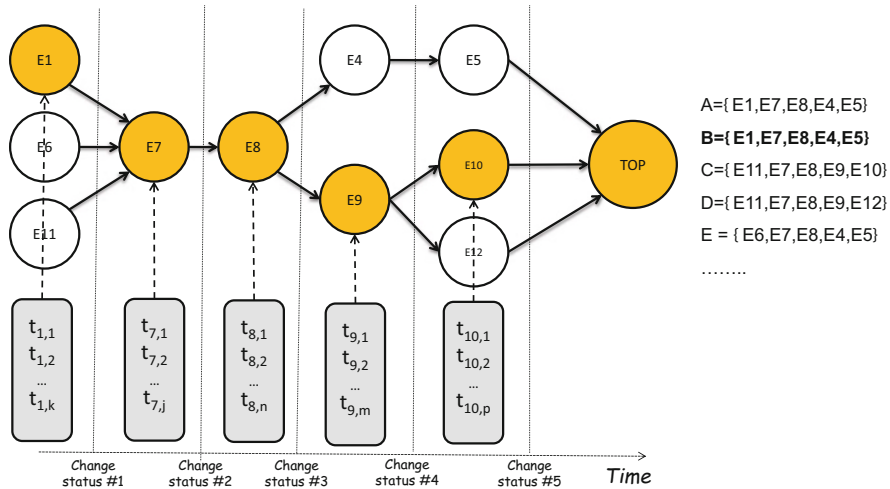 E1
E4
E5
E6
E7
E8
E10
TOP
E9
E11
E12
A={ E1,E7,E8,E4,E5}
B={ E1,E7,E8,E4,E5}
C={ E11,E7,E8,E9,E10}
D={ E11,E7,E8,E9,E12}
E = { E6,E7,E8,E4,E5}
........
t1,1
t1,2
...
t1,k
t7,1
t7,2
...
t7,j
t8,1
t8,2
...
t8,n
t9,1
t9,2
...
t9,m
t10,1
t10,2
...
t10,p
Change
status #1
Change
status #2
Change
status #3
Change
status #4
Change
status #5
Time